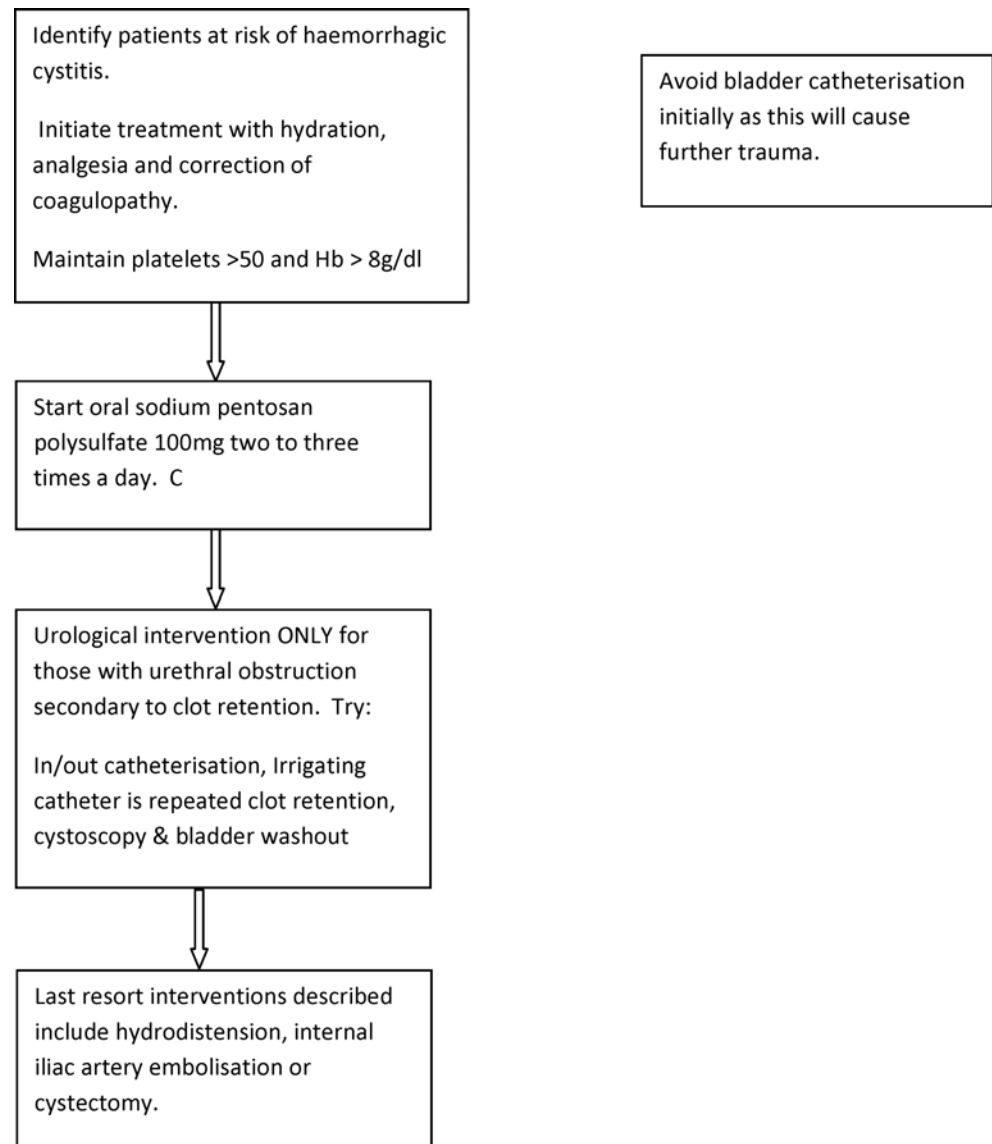 Identify patients at risk of haemorrhagic
cystitis.
Initiate treatment with hydration,
analgesia and correction of
coagulopathy.
Maintain platelets >50 and Hb > 8g/dl
Avoid bladder catheterisation
initially as this will cause
further trauma.
Start oral sodium pentosan
polysulfate 100mg two to three
times a day.  C
Urological intervention ONLY for
those with urethral obstruction
secondary to clot retention.  Try:
In/out catheterisation, Irrigating
catheter is repeated clot retention,
cystoscopy & bladder washout
Last resort interventions described
include hydrodistension, internal
iliac artery embolisation or
cystectomy.